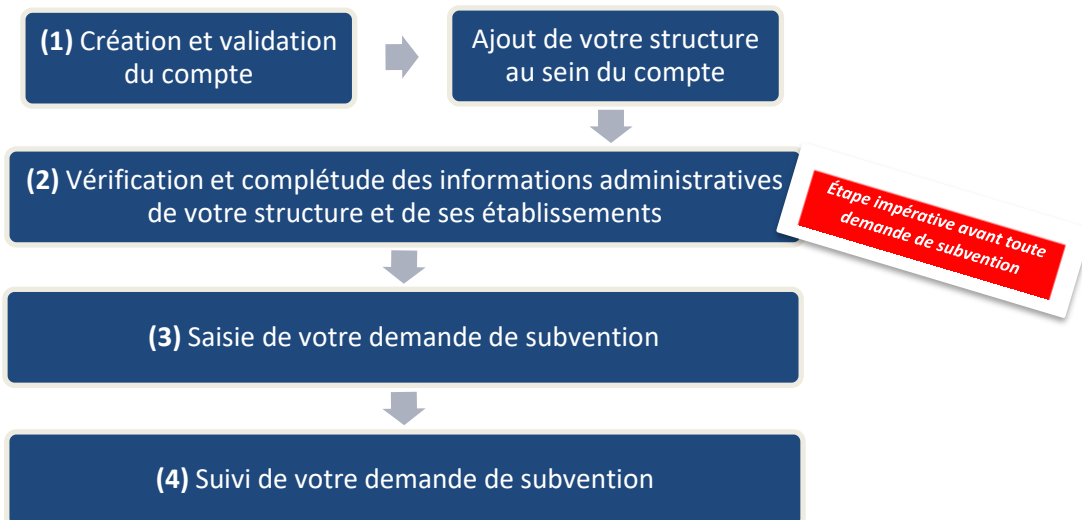 (1) Création et validation
du compte
Ajout de votre structure
au sein du compte
(2) Vérification et complétude des informations administratives
de votre structure et de ses établissements
Étape impérative avant toute
demande de subvention
(3) Saisie de votre demande de subvention
(4) Suivi de votre demande de subvention